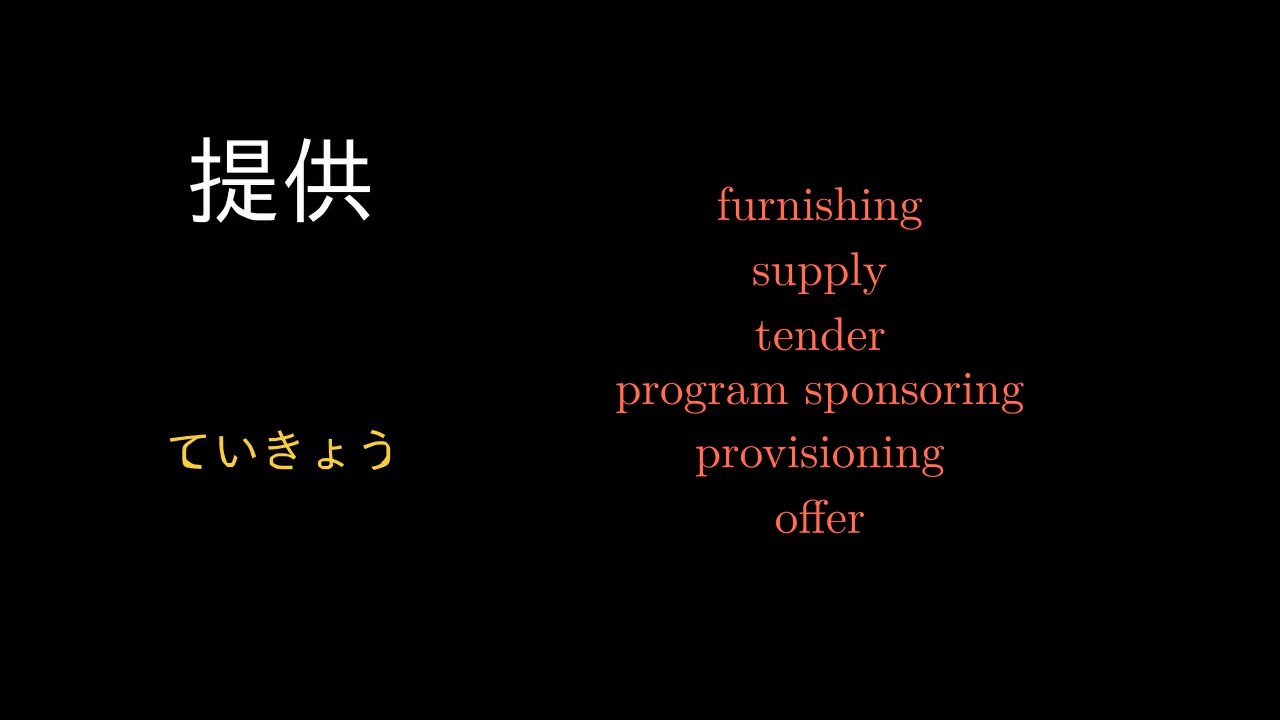 提供
ていきょう
furnishing
supply
tender
program sponsoring
provisioning
offer